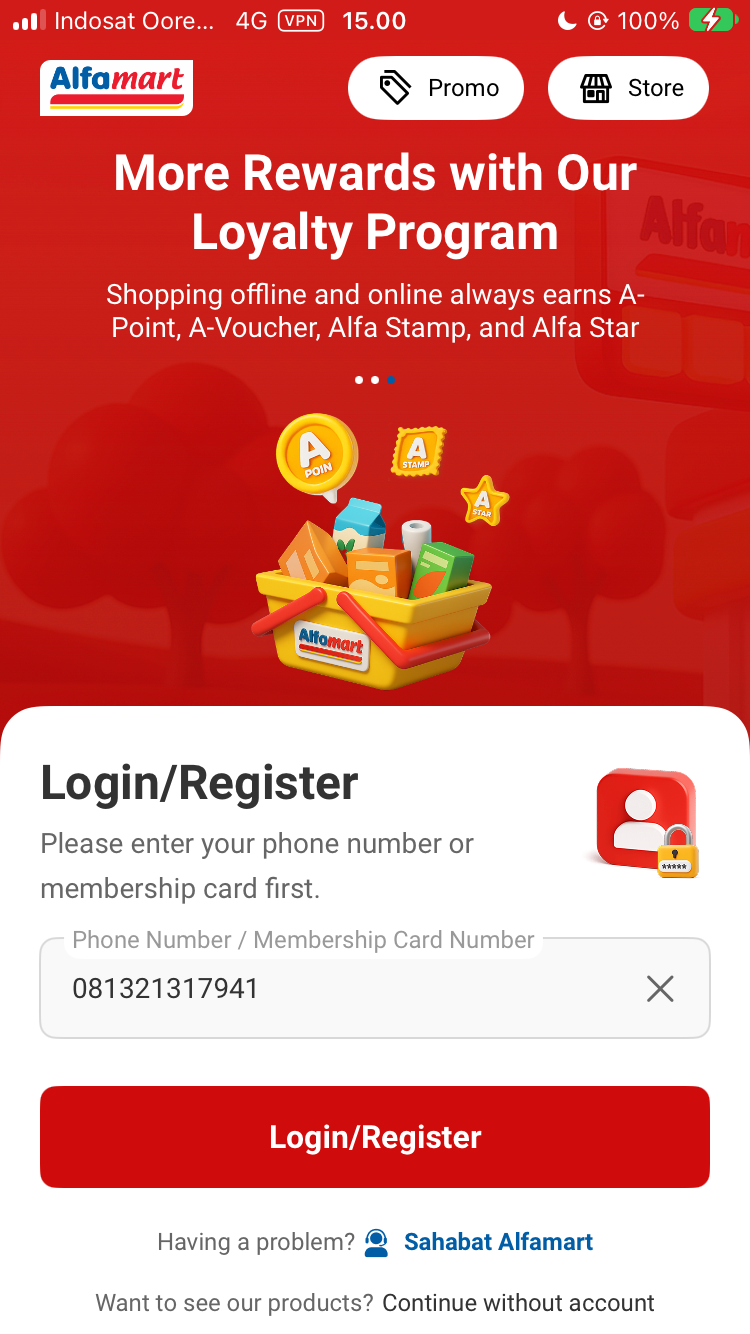 Indosat Oore... 4G VPN 15.00 100%
Alfamart
Promo
Store
More Rewards with Our
Loyalty Program
Shopping offline and online always earns A-
Point, A-Voucher, Alfa Stamp, and Alfa Star
Alfam
A
POIN
A
STAMP
A
STAR
Alfamart
Login/Register
Please enter your phone number or
membership card first.
*****
Phone Number / Membership Card Number
081321317941
Login/Register
Having a problem? Sahabat Alfamart
Want to see our products? Continue without account